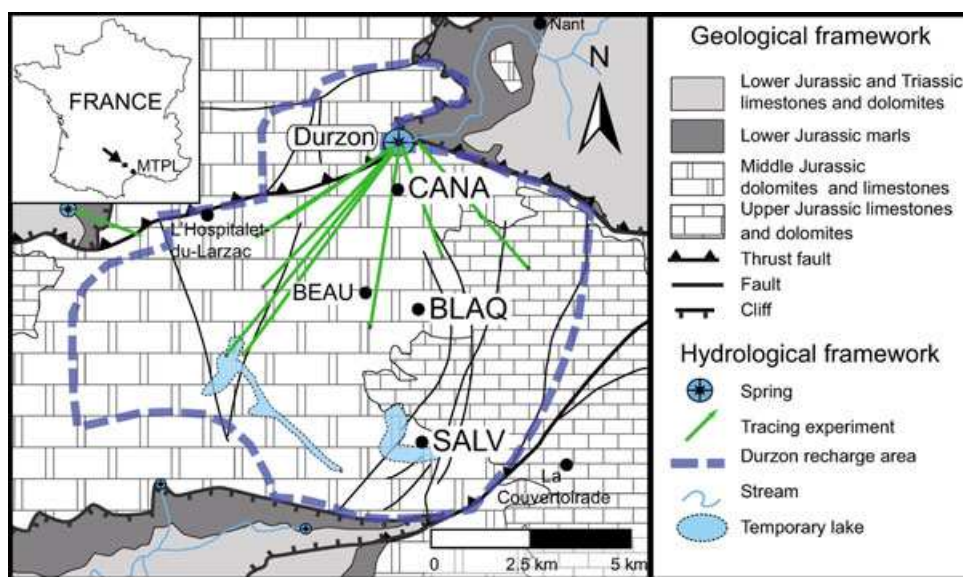 FRANCE
MTPL
Nant
N
Durzon
CANA
L'Hospitalet-
du-Larzac
BEAU
BLAQ
SALV
La
Couvertoirade
0
2.5 km
5 km
Geological framework
Lower Jurassic and Triassic
limestones and dolomites
Lower Jurassic marls
Middle Jurassic
dolomites and limestones
Upper Jurassic limestones
and dolomites
Thrust fault
Fault
Cliff
Hydrological framework
Spring
Tracing experiment
Durzon recharge area
Stream
Temporary lake